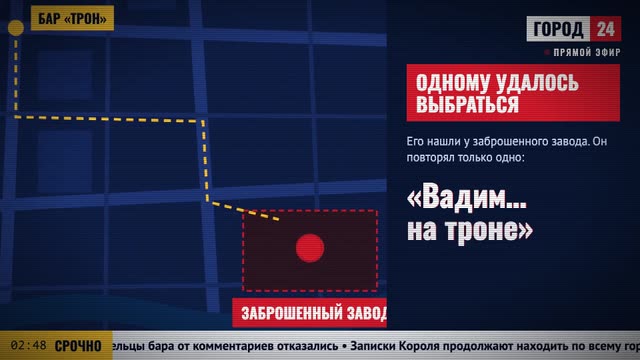 БАР «ТРОН»
ГОРОД 24
ПРЯМОЙ ЭФИР
ОДНОМУ УДАЛОСЬ
ВЫБРАТЬСЯ
Его нашли у заброшенного завода. Он
повторял только одно:
«Вадим...
на троне»
ЗАБРОШЕННЫЙ ЗАВОД
02:48 СРОЧНО ельцы бара от комментариев отказались • Записки Короля продолжают находить по всему гор